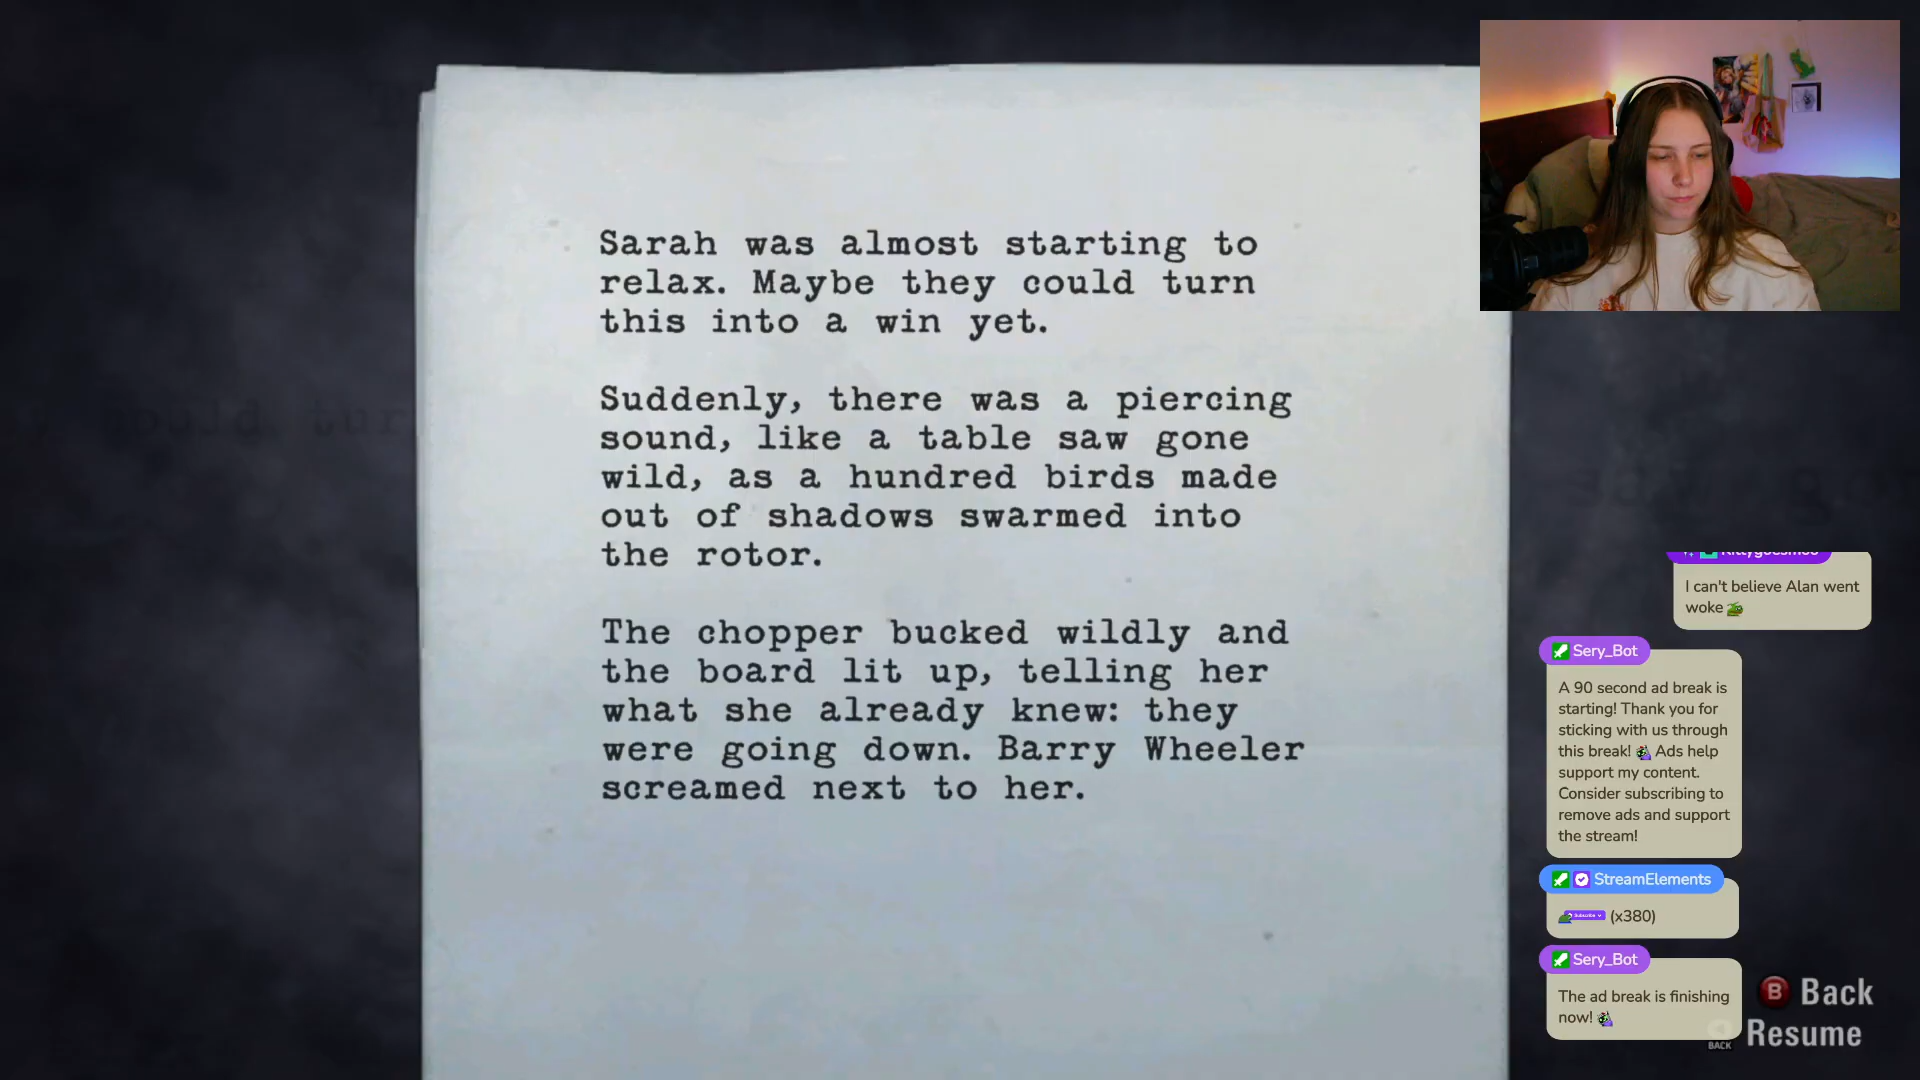 Sarah was almost starting to
relax. Maybe they could turn
this into a win yet.
Suddenly, there was a piercing
sound, like a table saw gone
wild, as a hundred birds made
out of shadows swarmed into
the rotor.
The chopper bucked wildly and
the board lit up, telling her
what she already knew: they
were going down. Barry Wheeler
screamed next to her.
I can't believe Alan went
woke
Sery_Bot
A 90 second ad break is
starting! Thank you for
sticking with us through
this break! Ads help
support my content.
Consider subscribing to
remove ads and support
the stream!
StreamElements
Subscribe (x380)
Sery_Bot
The ad break is finishing
now!
B Back
BACK Resume